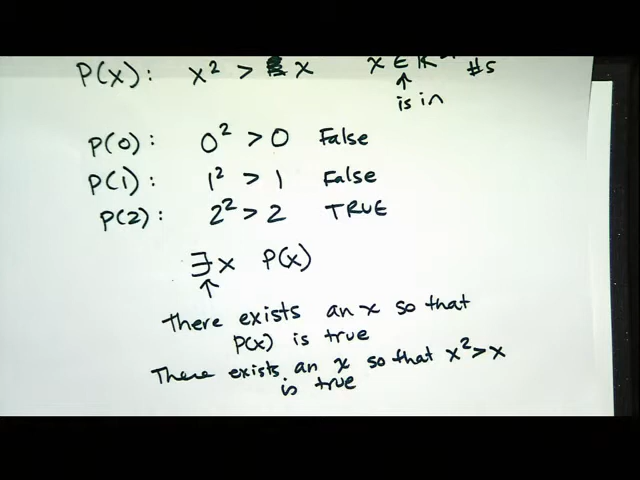 P(x): x² > x x ∈ ℝ
#s
↑
is in
P(0): 0² > 0 False
P(1): 1² > 1 False
P(2): 2² > 2 TRUE
∃x P(x)
↑
There exists an x so that
P(x) is true
There exists an x so that x² > x
is true